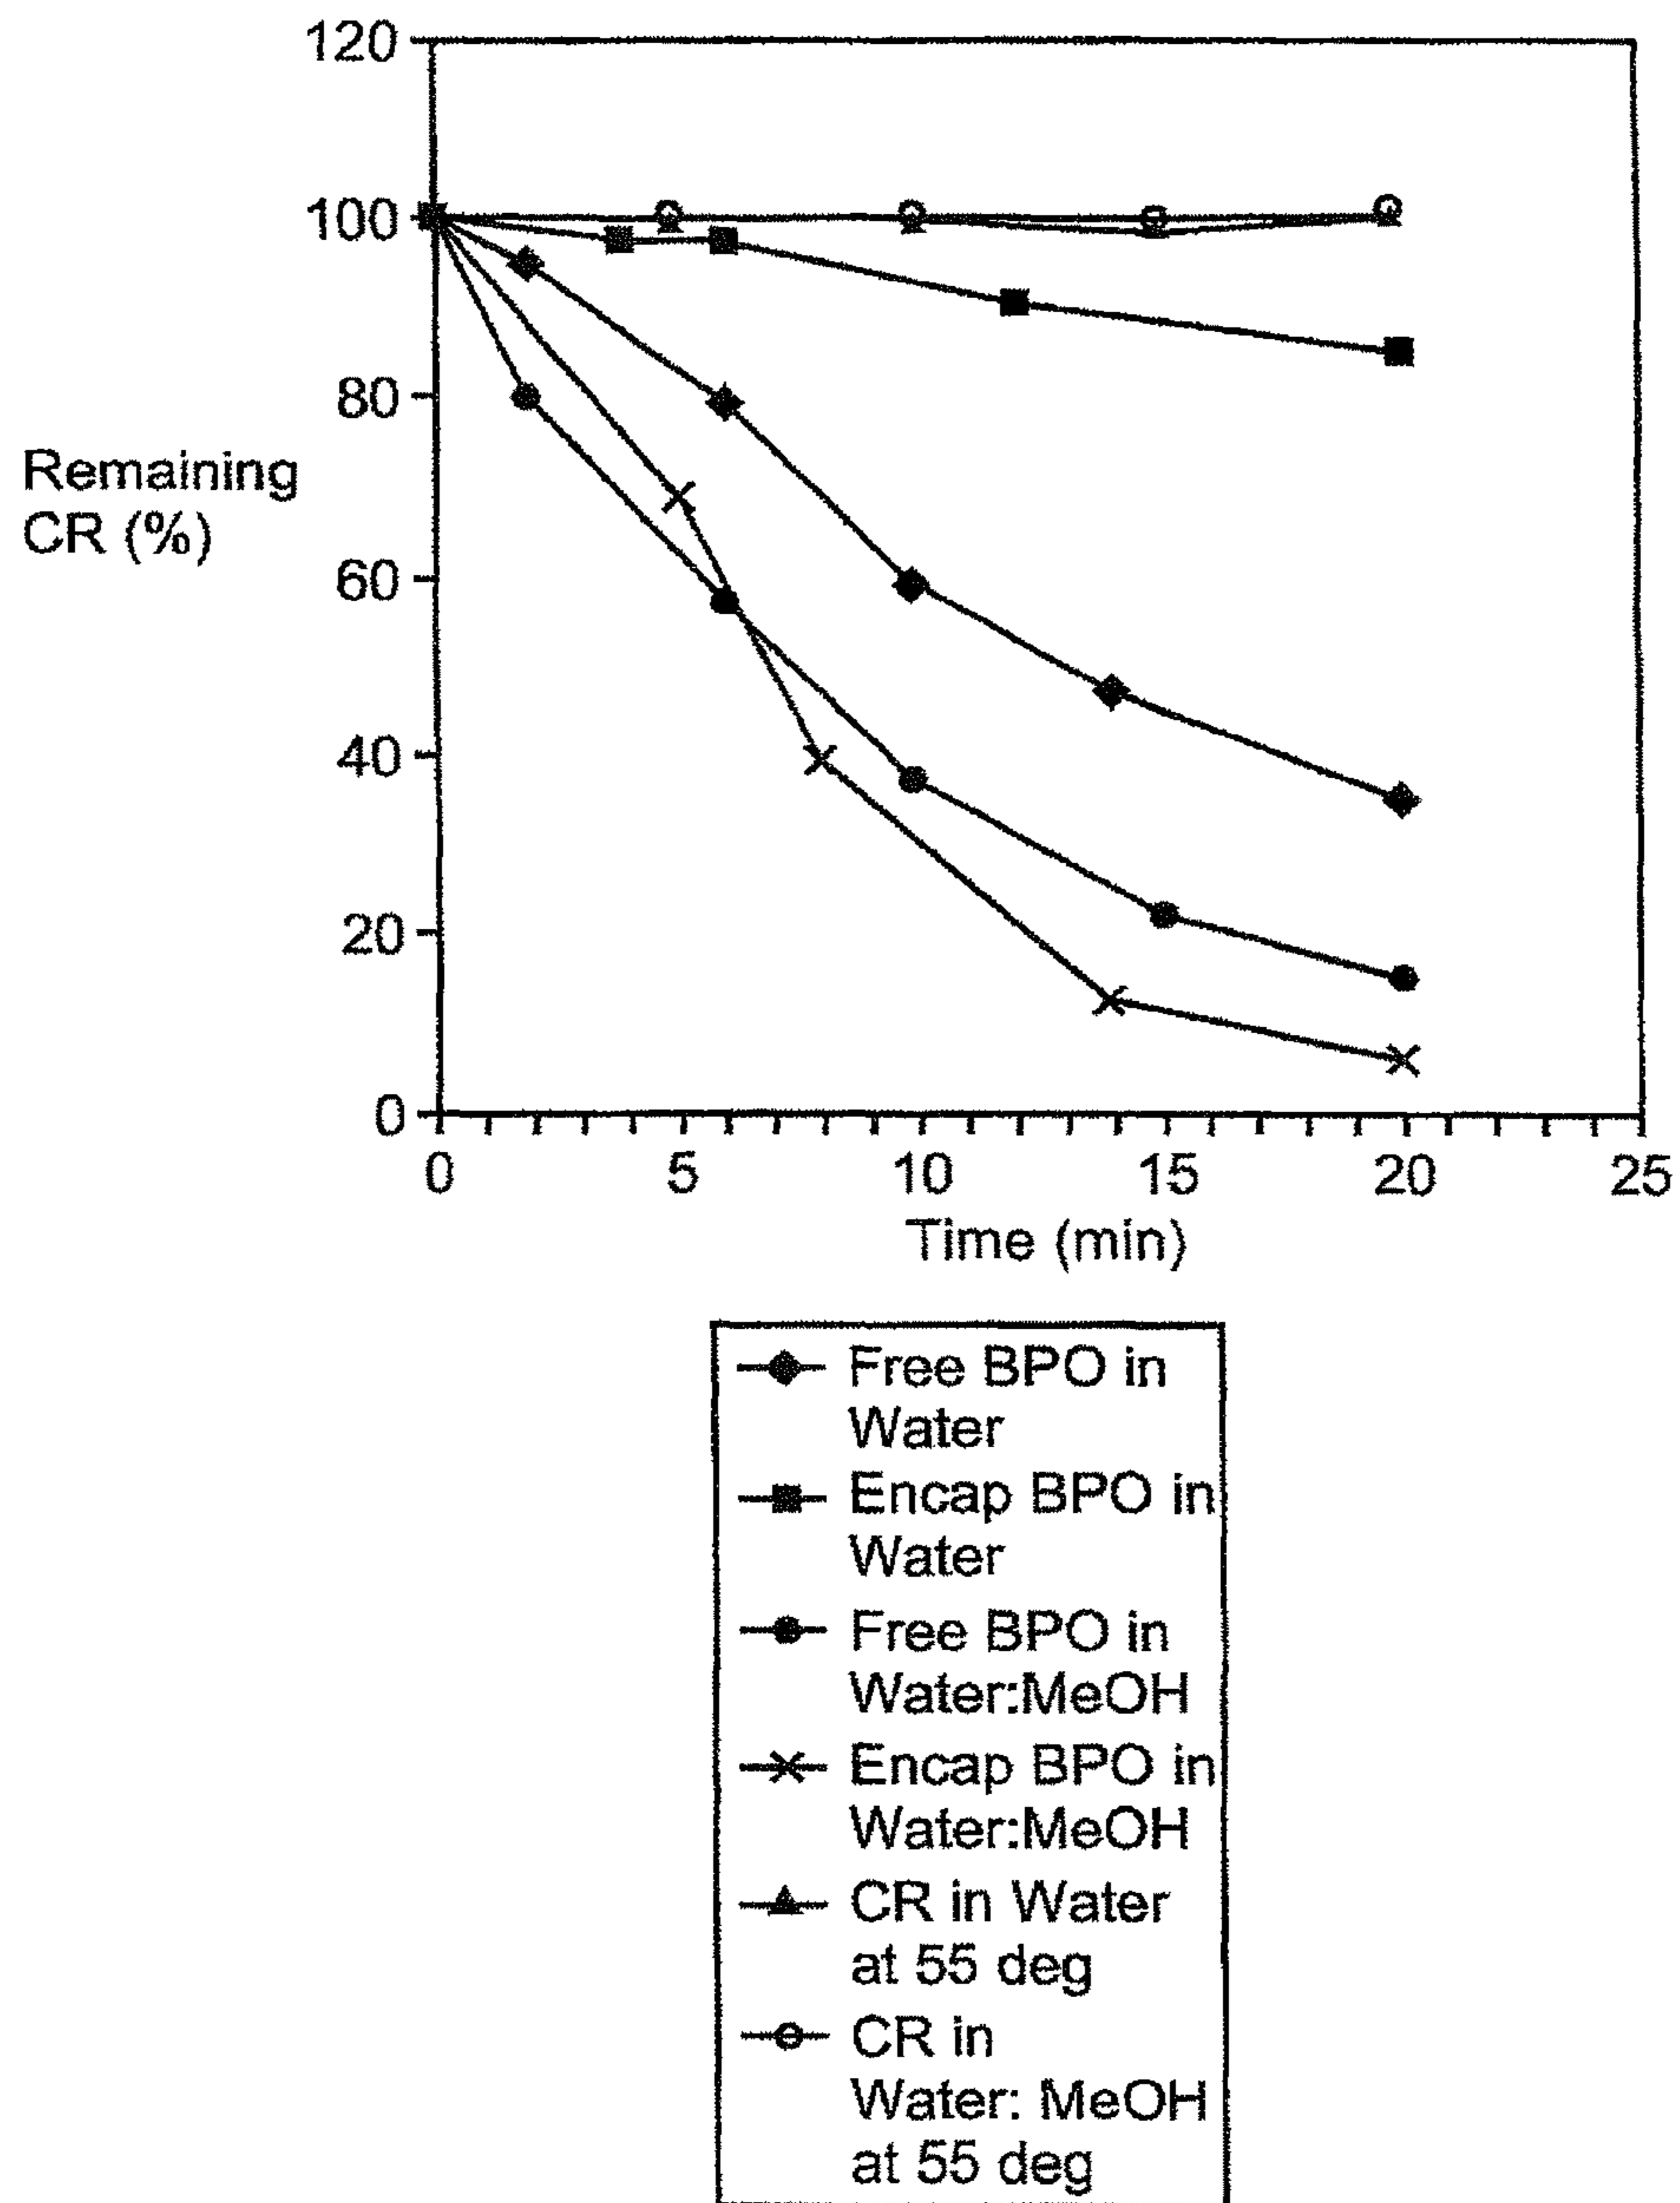 120
100
80
60
40
20
0
Remaining
CR (%)
0 5 10 15 20 25
Time (min)
Free BPO in
Water
Encap BPO in
Water
Free BPO in
Water:MeOH
Encap BPO in
Water:MeOH
CR in Water
at 55 deg
CR in
Water: MeOH
at 55 deg